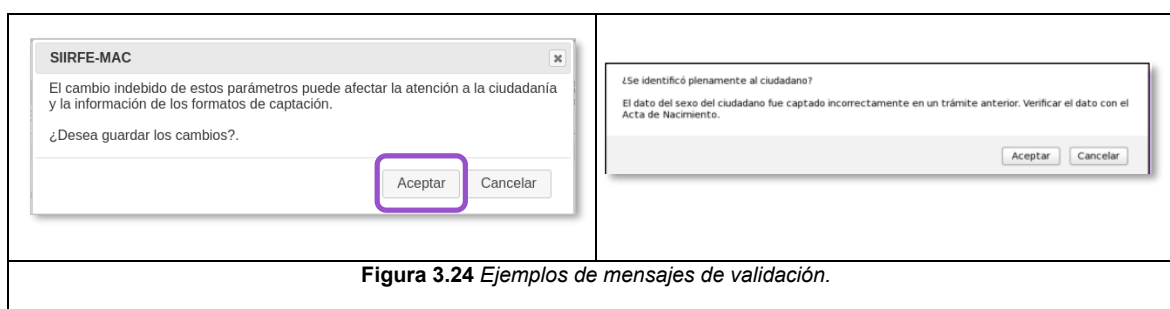 SIIRFE-MAC
El cambio indebido de estos parámetros puede afectar la atención a la ciudadanía
y la información de los formatos de captación.
¿Desea guardar los cambios?.
Aceptar Cancelar
¿Se identificó plenamente al ciudadano?
El dato del sexo del ciudadano fue captado incorrectamente en un trámite anterior. Verificar el dato con el
Acta de Nacimiento.
Aceptar Cancelar
Figura 3.24 Ejemplos de mensajes de validación.